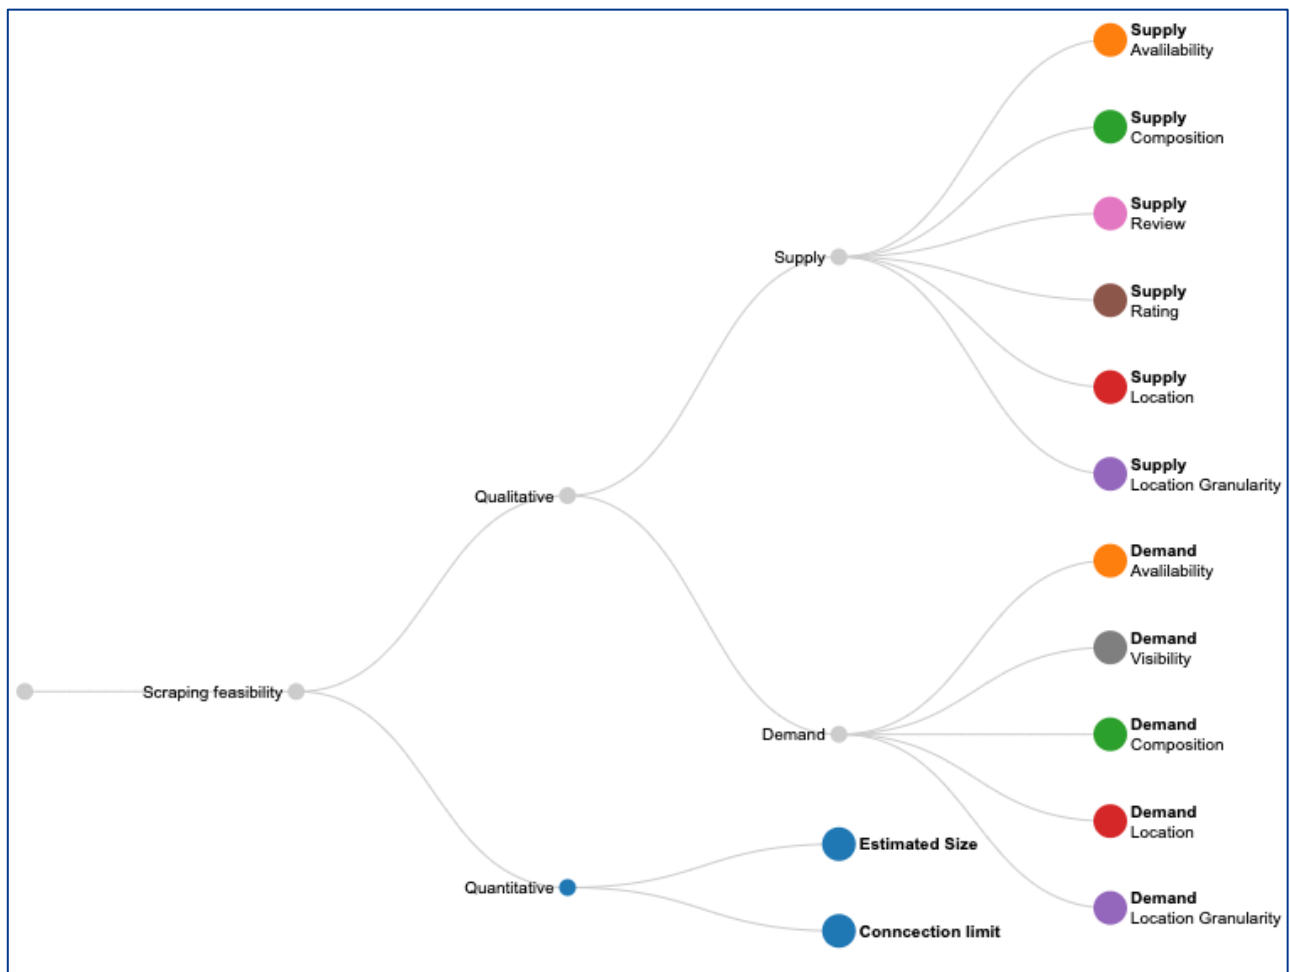 Supply
Avalilability
Supply
Composition
Supply
Review
Supply
Supply
Rating
Supply
Location
Supply
Location Granularity
Qualitative
Demand
Avalilability
Demand
Visibility
Scraping feasibility
Demand
Demand
Composition
Demand
Location
Estimated Size
Quantitative
Demand
Location Granularity
Conncection limit